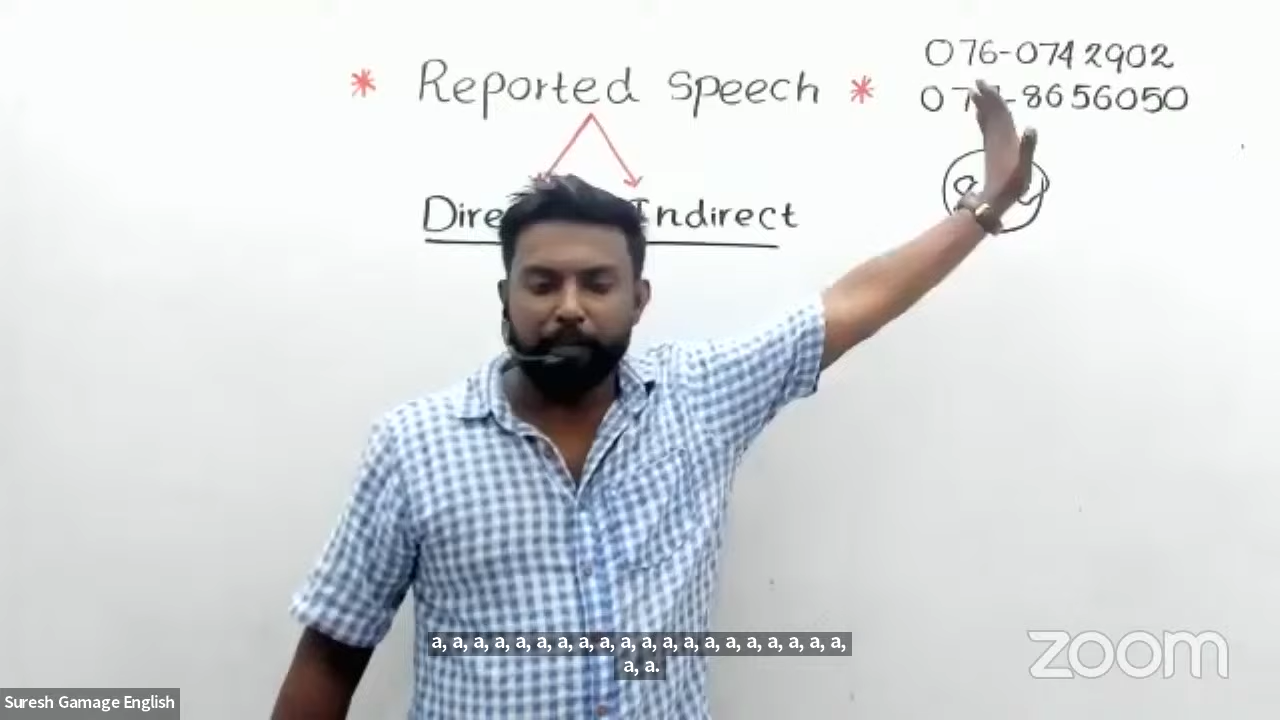 * Reported Speech *
076-0742902
-8656050
Indirect
a, a, a, a, a, a, a, a, a, a, a, a, a, a, a, a, a, a, a, a,
a, a.
zoom
Suresh Gamage English